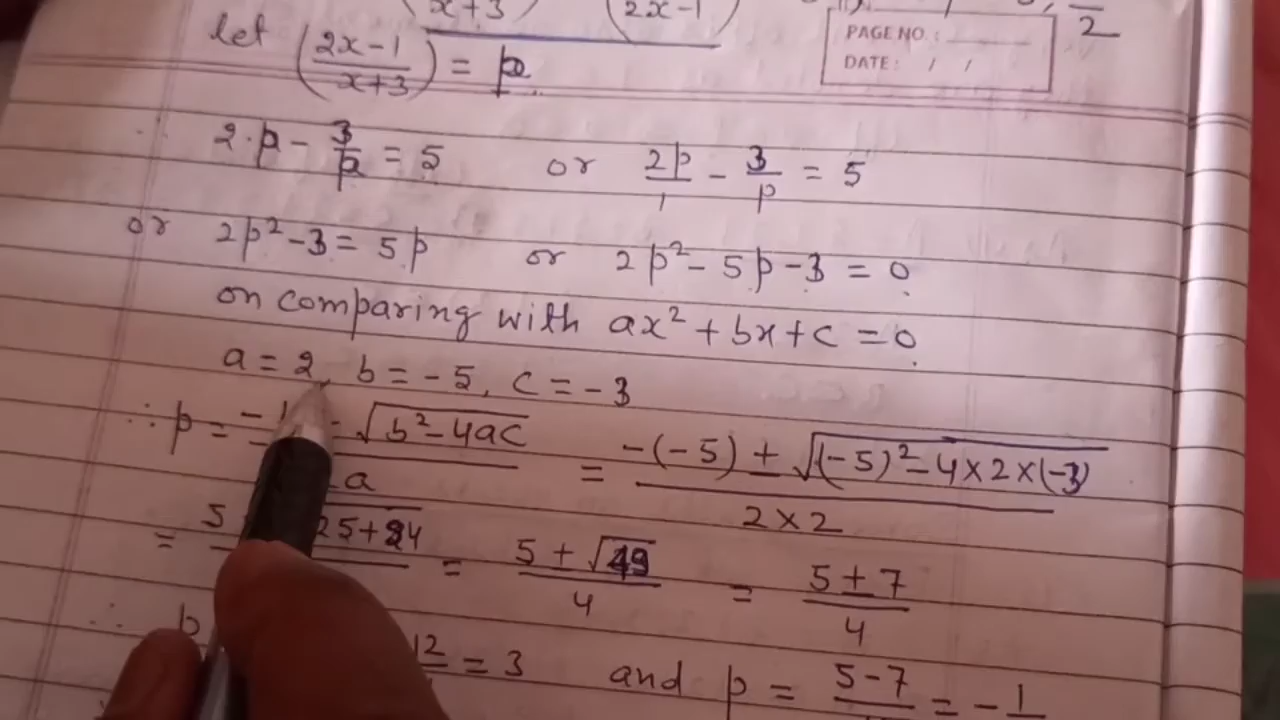 x+3 2x-1 2
PAGE NO. :
let (2x-1/x+3) = p
DATE : / /
2·p - 3/p = 5 or 2p/1 - 3/p = 5
or 2p² - 3 = 5p or 2p² - 5p - 3 = 0
on comparing with ax² + bx + c = 0
a = 2, b = -5, c = -3
∴ p = - √b² - 4ac / a = -(-5) ± √(-5)² - 4×2×(-3) / 2×2
= 5 25+24 = 5 + √49 / 4 = 5 ± 7 / 4
∴ p 12 = 3 and p = 5-7 = - 1